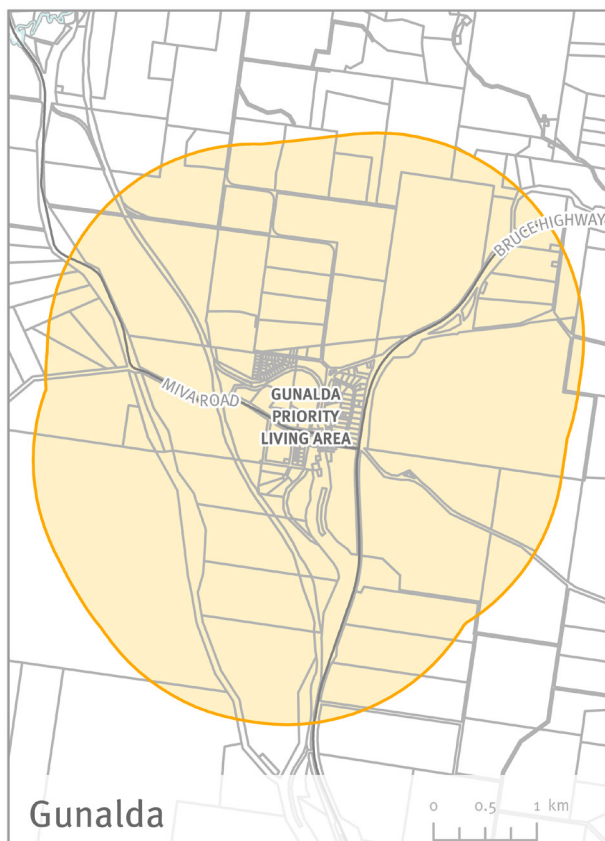 BRUCE HIGHWAY
MIVA ROAD
GUNALDA
PRIORITY
LIVING AREA
Gunalda
0 0.5 1 km